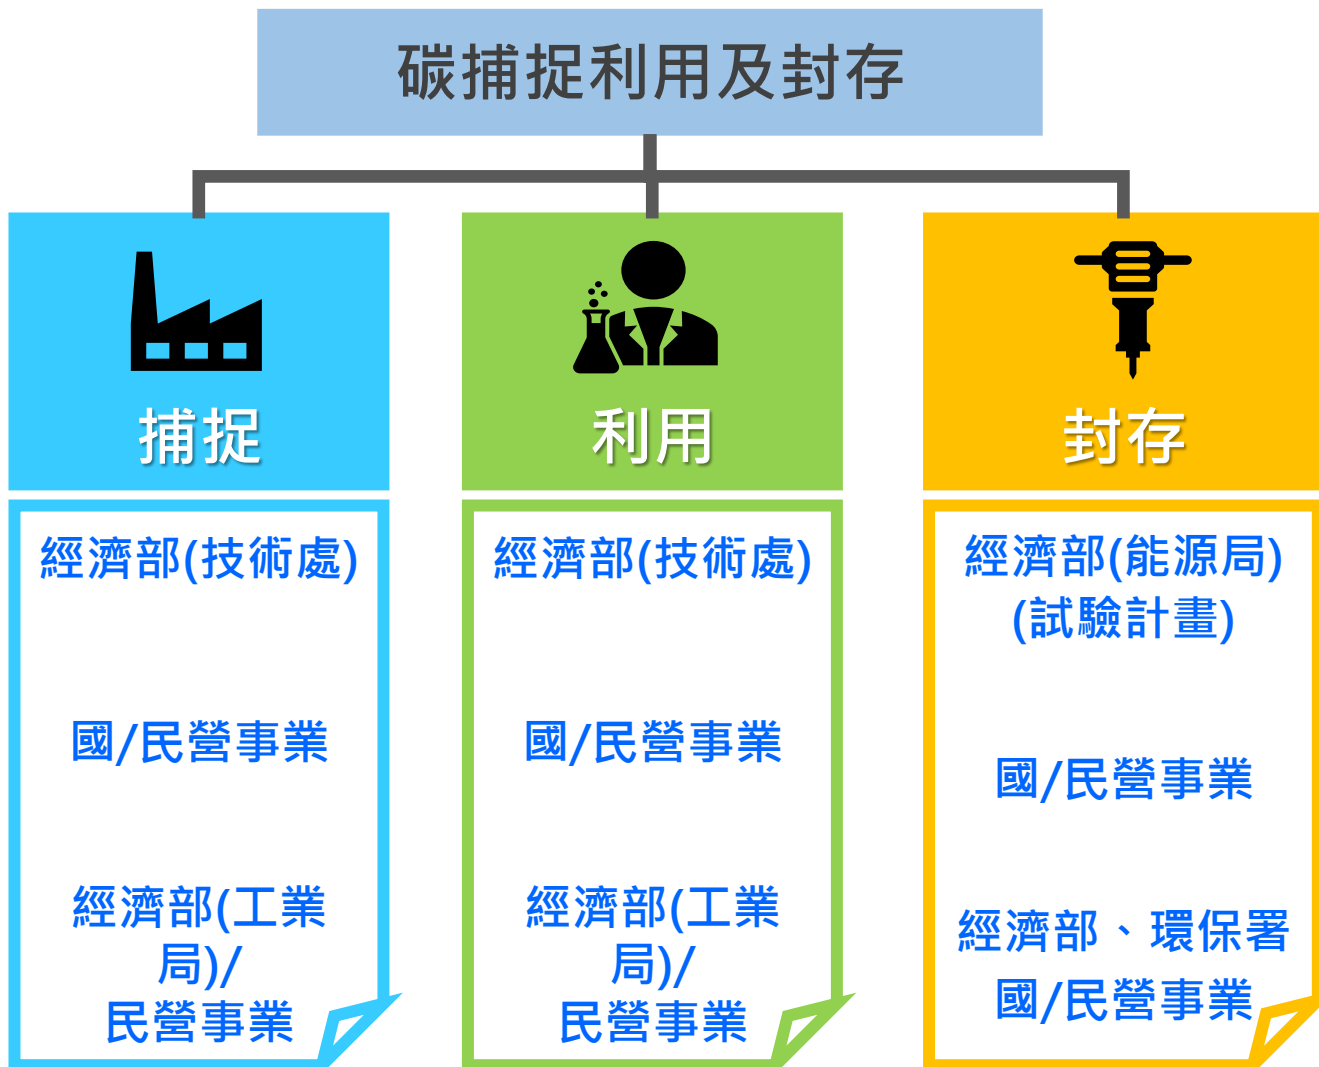 碳捕捉利用及封存
捕捉
經濟部(技術處)
國/民營事業
經濟部(工業
局)/
民營事業
利用
經濟部(技術處)
國/民營事業
經濟部(工業
局)/
民營事業
封存
經濟部(能源局)
(試驗計畫)
國/民營事業
經濟部、環保署
國/民營事業